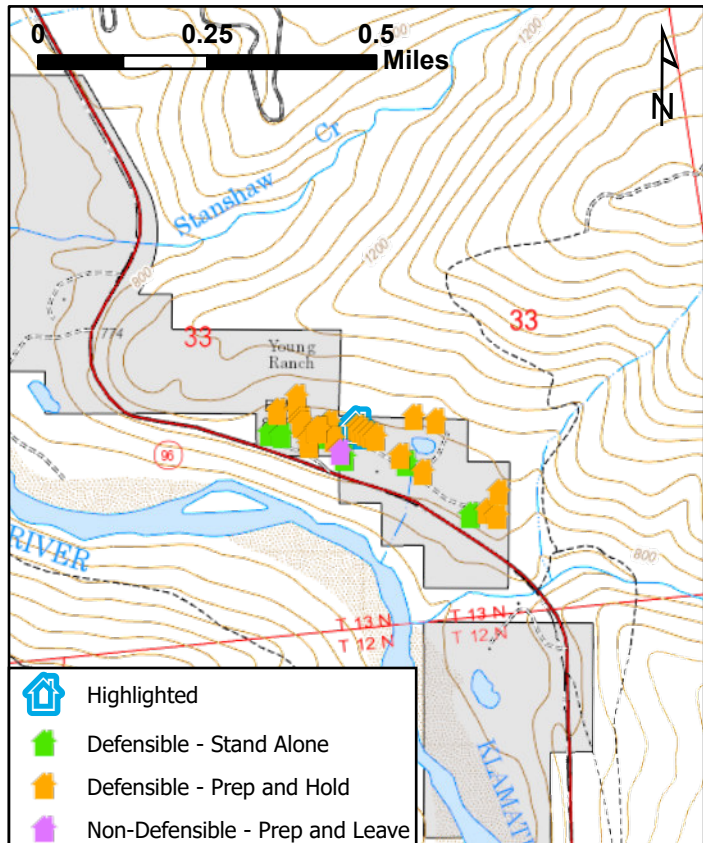 0 0.25 0.5
Miles
N
1200
Stanshaw Cr
1200
800
774
33
33
Young
Ranch
96
RIVER
800
T 13 N T 13 N
T 12 N T 12 N
KLAMAT
Highlighted
Defensible - Stand Alone
Defensible - Prep and Hold
Non-Defensible - Prep and Leave